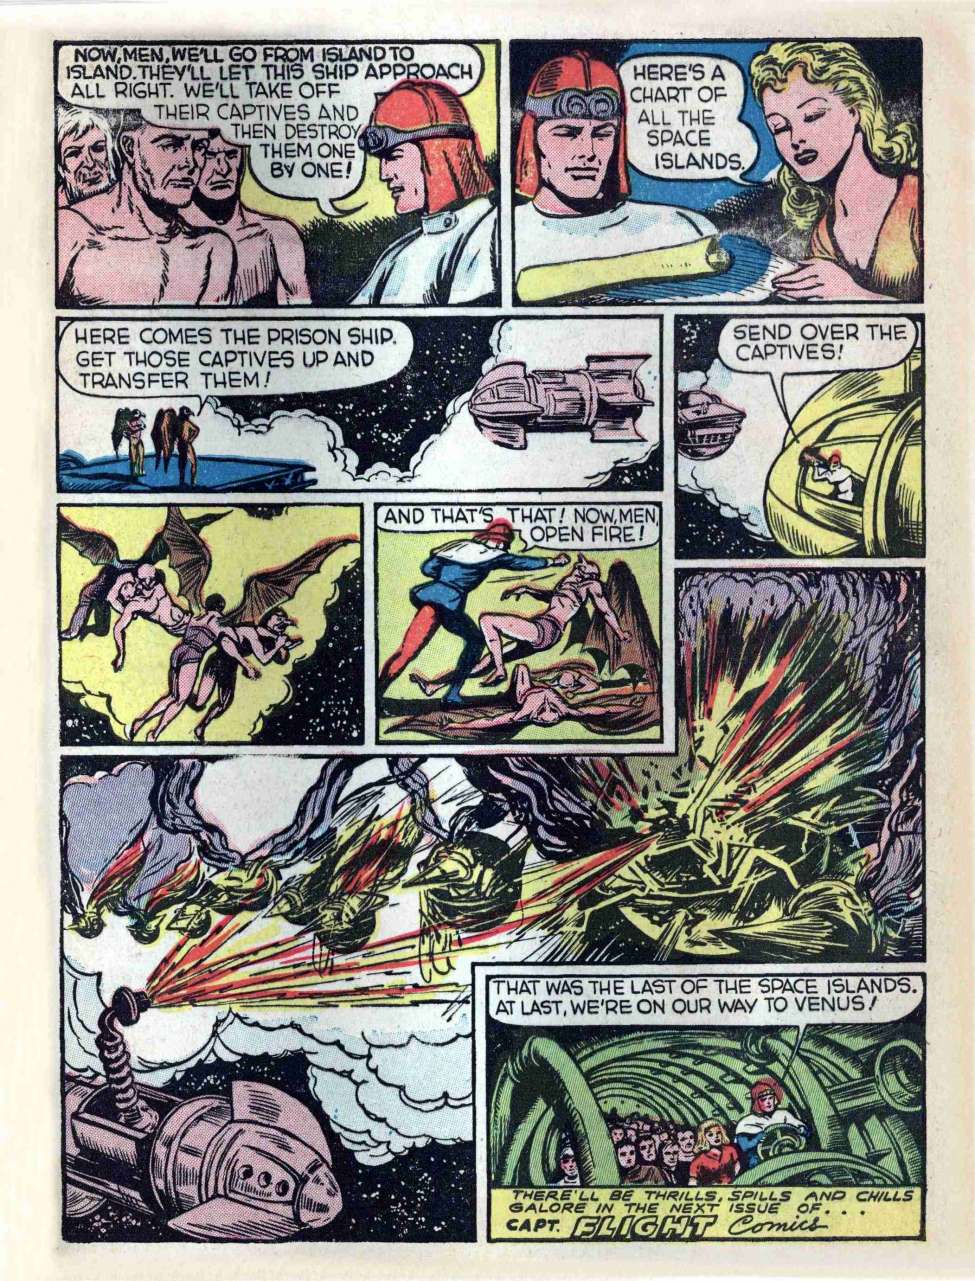 NOW, MEN, WE'LL GO FROM ISLAND TO
ISLAND. THEY'LL LET THIS SHIP APPROACH
ALL RIGHT. WE'LL TAKE OFF
THEIR CAPTIVES AND
THEN DESTROY
THEM ONE
BY ONE!
HERE'S A
CHART OF
ALL THE
SPACE
ISLANDS.
HERE COMES THE PRISON SHIP.
GET THOSE CAPTIVES UP AND
TRANSFER THEM!
SEND OVER THE
CAPTIVES!
AND THAT'S THAT! NOW, MEN,
OPEN FIRE!
THAT WAS THE LAST OF THE SPACE ISLANDS.
AT LAST, WE'RE ON OUR WAY TO VENUS!
THERE'LL BE THRILLS, SPILLS AND CHILLS
GALORE IN THE NEXT ISSUE OF...
CAPT. FLIGHT Comics